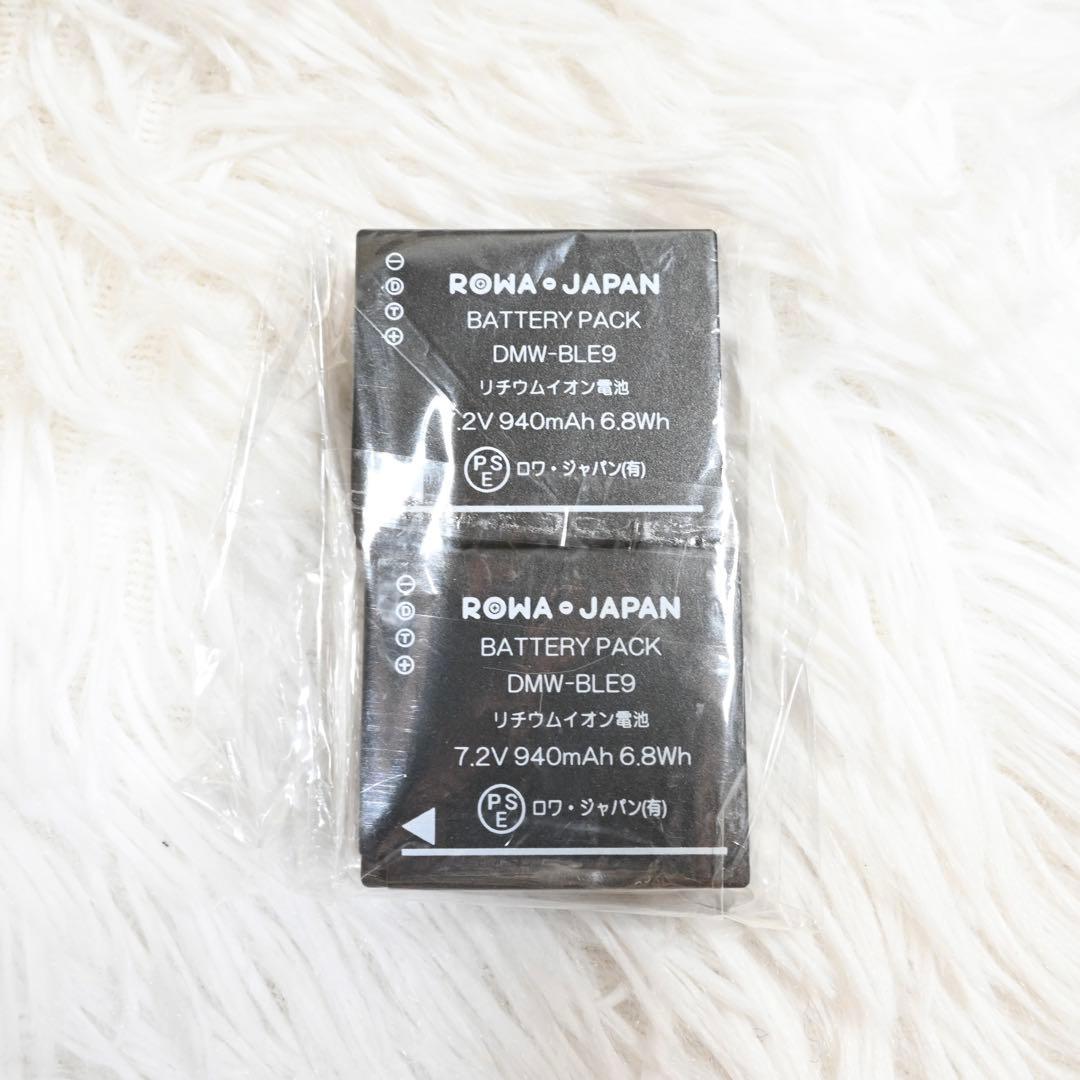 ROWA JAPAN
BATTERY PACK
DMW-BLE9
リチウムイオン電池
.2V 940mAh 6.8Wh
PSE ロワ・ジャパン(有)
− D T +
ROWA JAPAN
BATTERY PACK
DMW-BLE9
リチウムイオン電池
7.2V 940mAh 6.8Wh
PSE ロワ・ジャパン(有)
− D T +